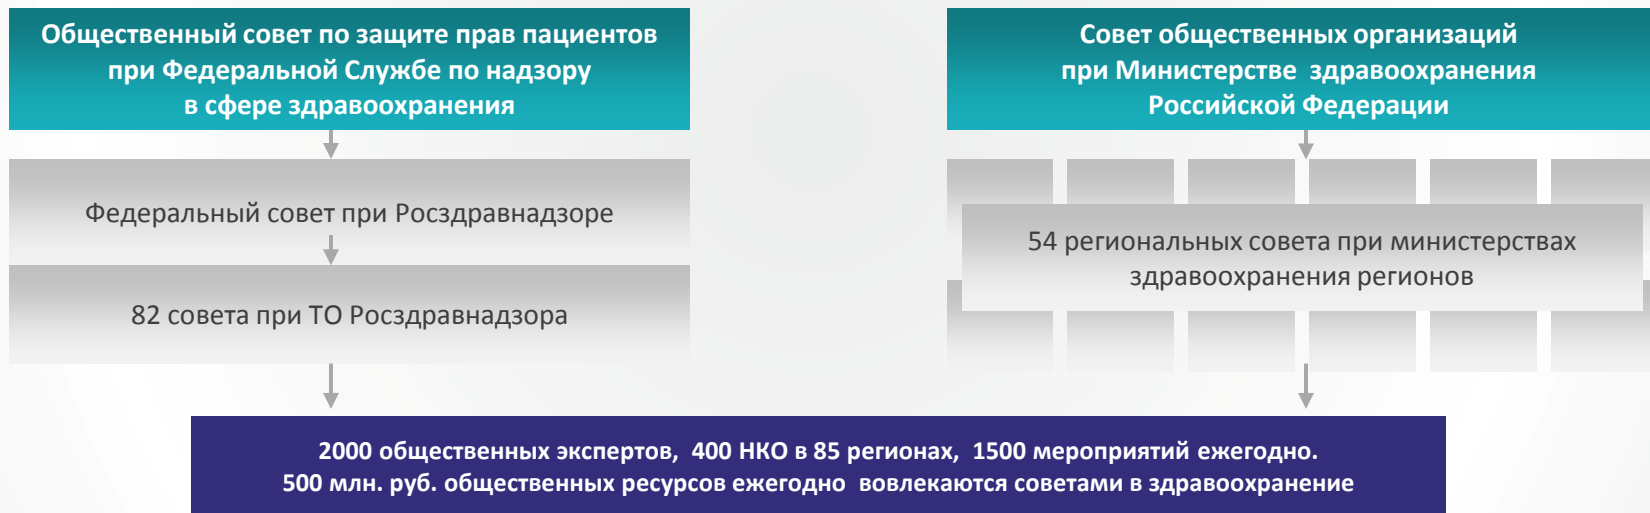 Общественный совет по защите прав пациентов
при Федеральной Службе по надзору
в сфере здравоохранения
Федеральный совет при Росздравнадзоре
82 совета при ТО Росздравнадзора
Совет общественных организаций
при Министерстве здравоохранения
Российской Федерации
54 региональных совета при министерствах
здравоохранения регионов
2000 общественных экспертов, 400 НКО в 85 регионах, 1500 мероприятий ежегодно.
500 млн. руб. общественных ресурсов ежегодно вовлекаются советами в здравоохранение